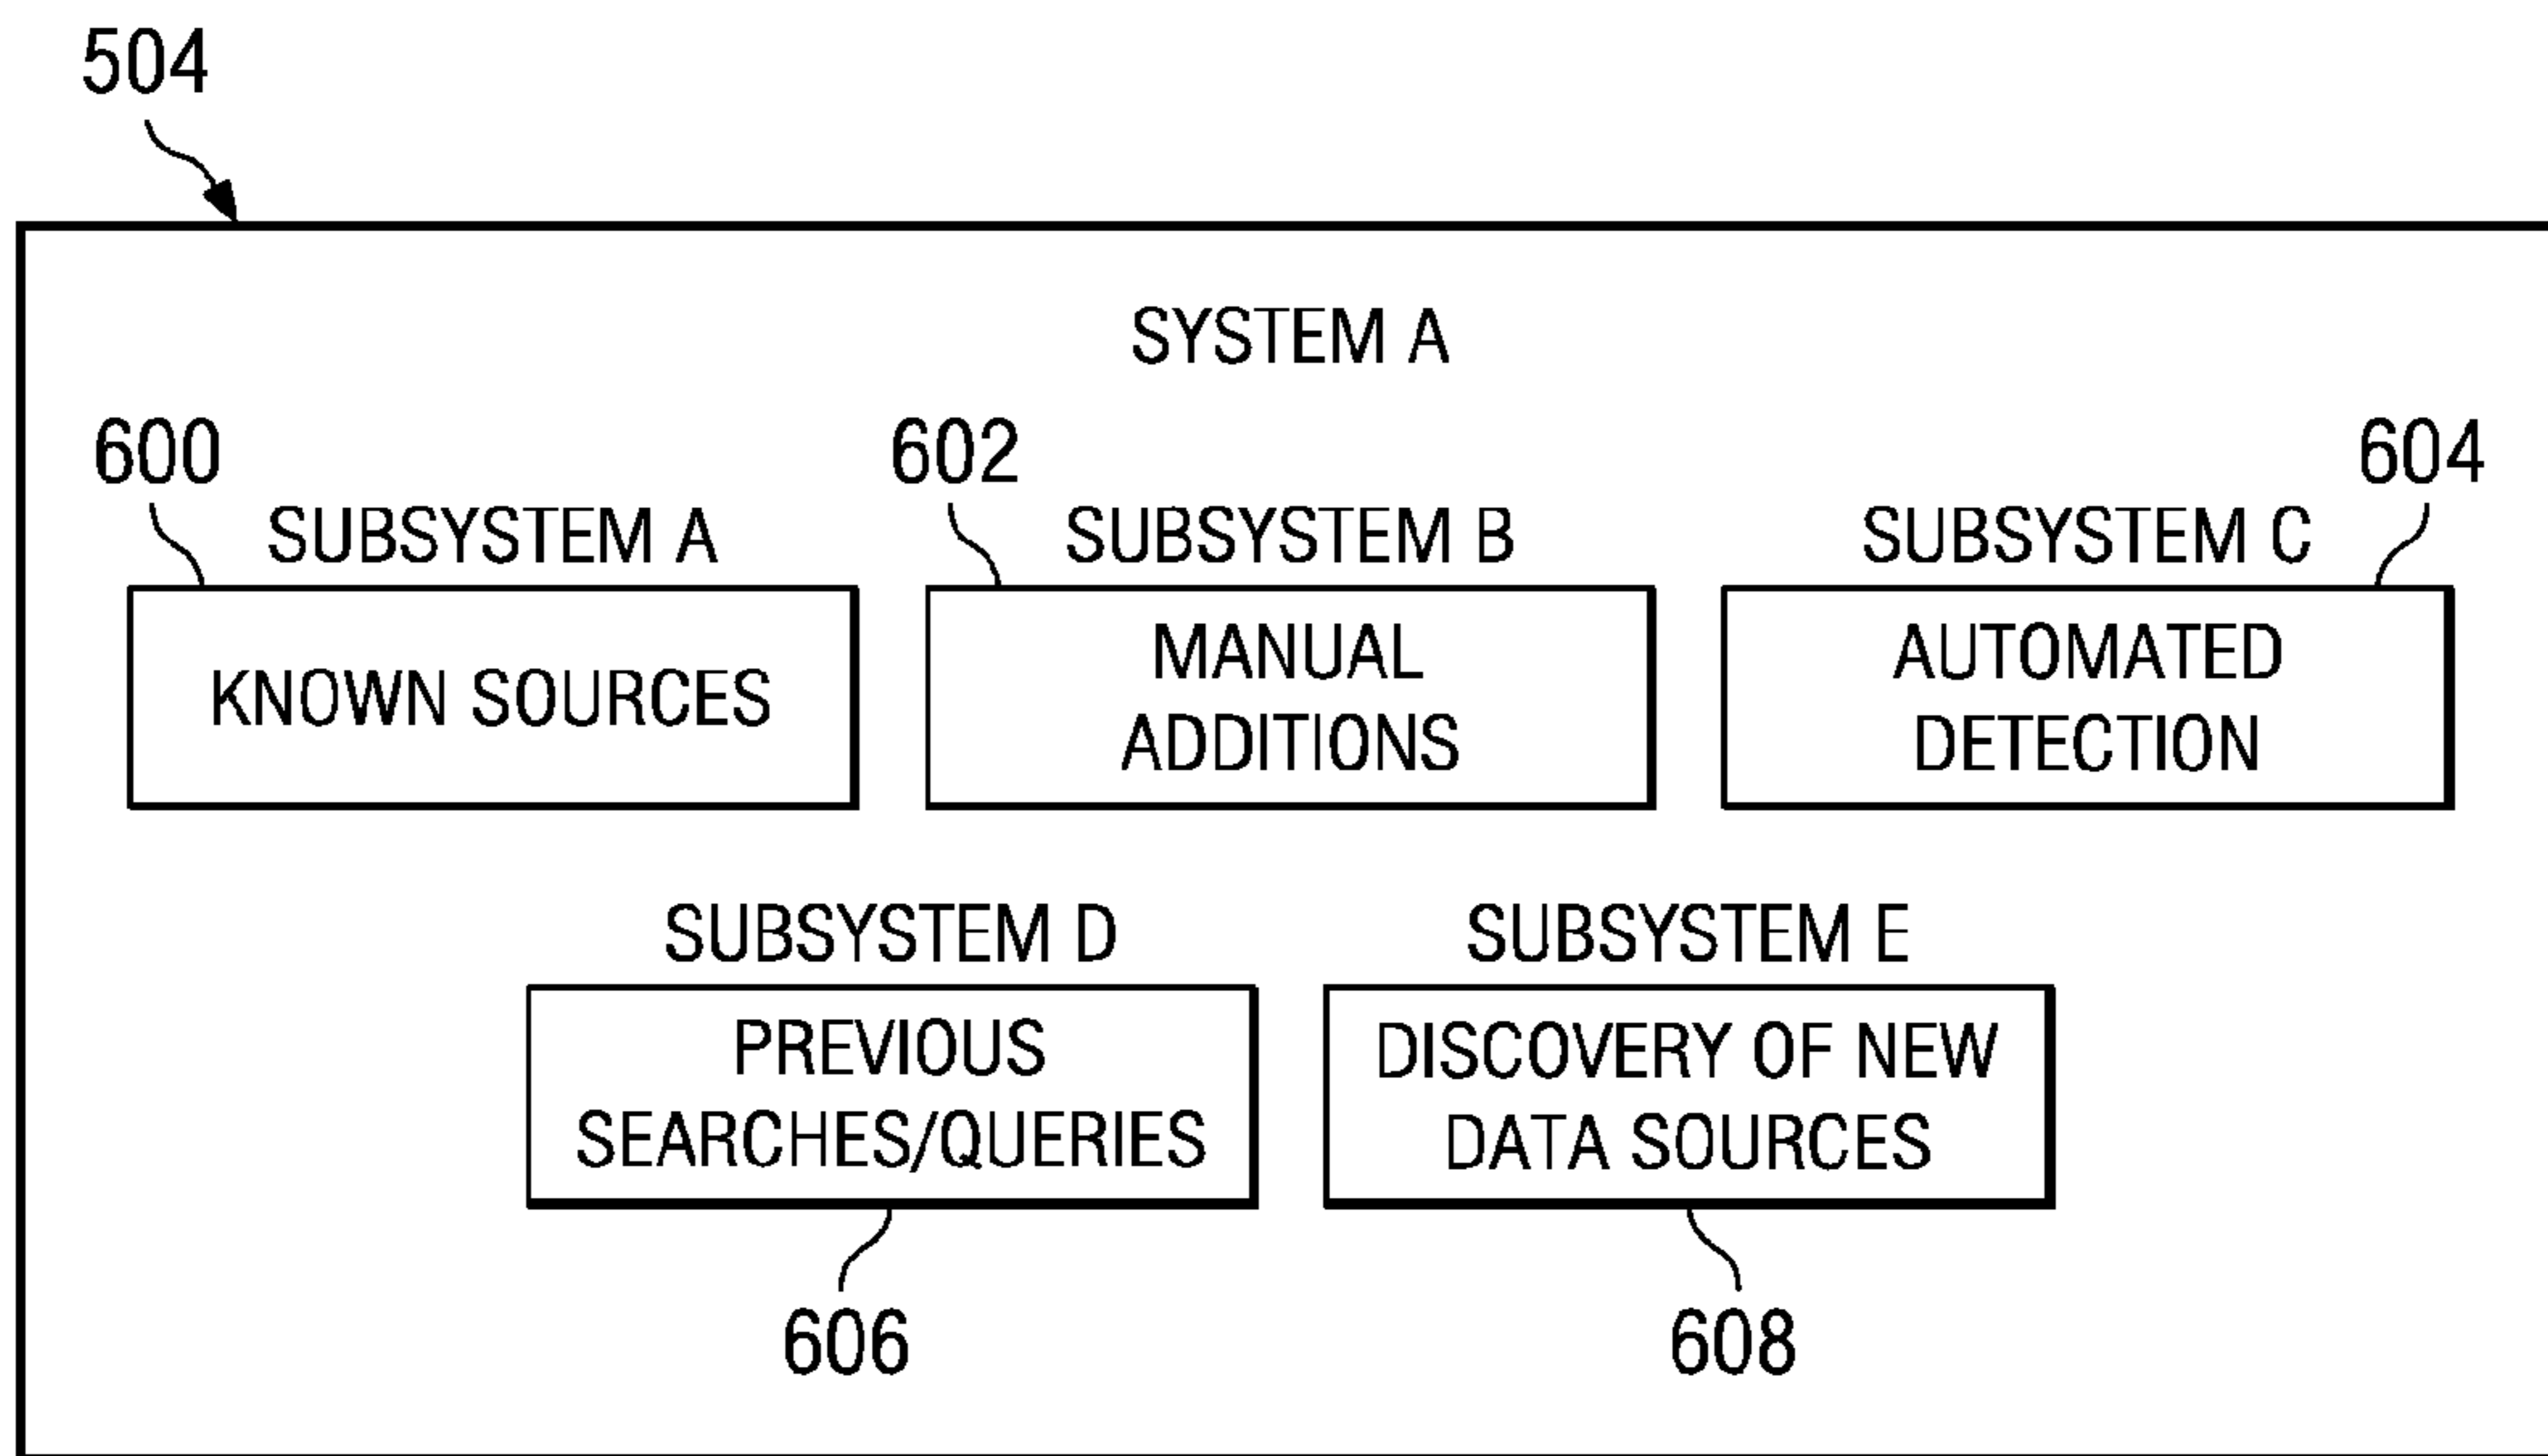 504
SYSTEM A
600
602
604
SUBSYSTEM A
SUBSYSTEM B
SUBSYSTEM C
KNOWN SOURCES
MANUAL
ADDITIONS
AUTOMATED
DETECTION
SUBSYSTEM D
SUBSYSTEM E
PREVIOUS
SEARCHES/QUERIES
DISCOVERY OF NEW
DATA SOURCES
606
608